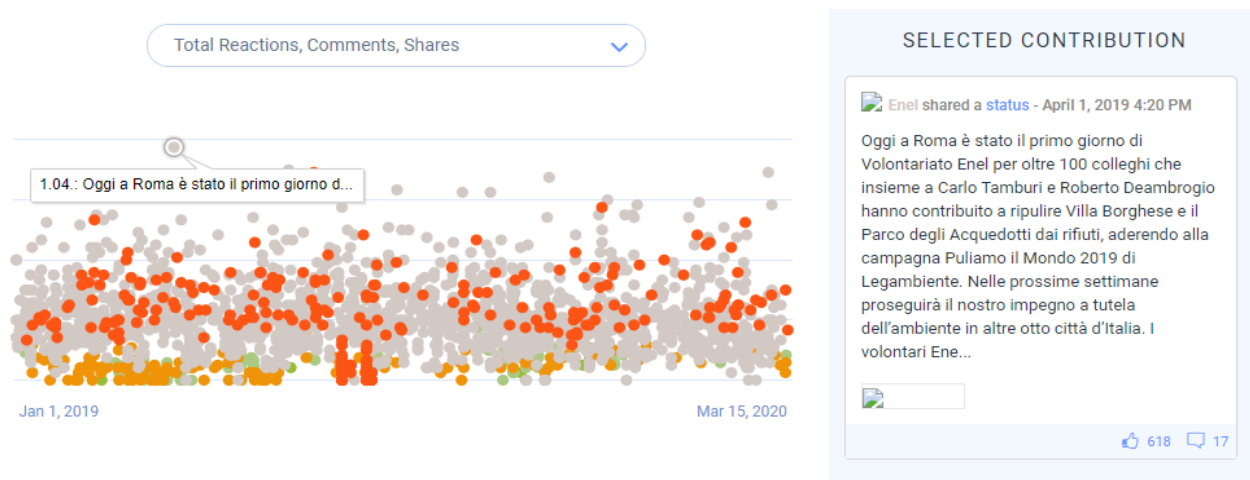 Total Reactions, Comments, Shares
1.04.: Oggi a Roma è stato il primo giorno d...
Jan 1, 2019
Mar 15, 2020
SELECTED CONTRIBUTION
Enel shared a status - April 1, 2019 4:20 PM
Oggi a Roma è stato il primo giorno di
Volontariato Enel per oltre 100 colleghi che
insieme a Carlo Tamburi e Roberto Deambrogio
hanno contribuito a ripulire Villa Borghese e il
Parco degli Acquedotti dai rifiuti, aderendo alla
campagna Puliamo il Mondo 2019 di
Legambiente. Nelle prossime settimane
proseguirà il nostro impegno a tutela
dell'ambiente in altre otto città d'Italia. I
volontari Ene...
618 17